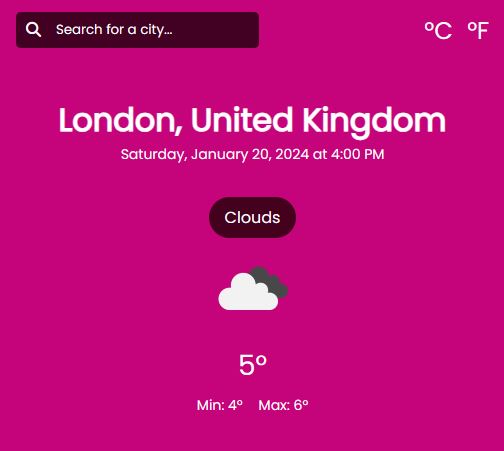 Search for a city...
°C °F
London, United Kingdom
Saturday, January 20, 2024 at 4:00 PM
Clouds
5°
Min: 4° Max: 6°